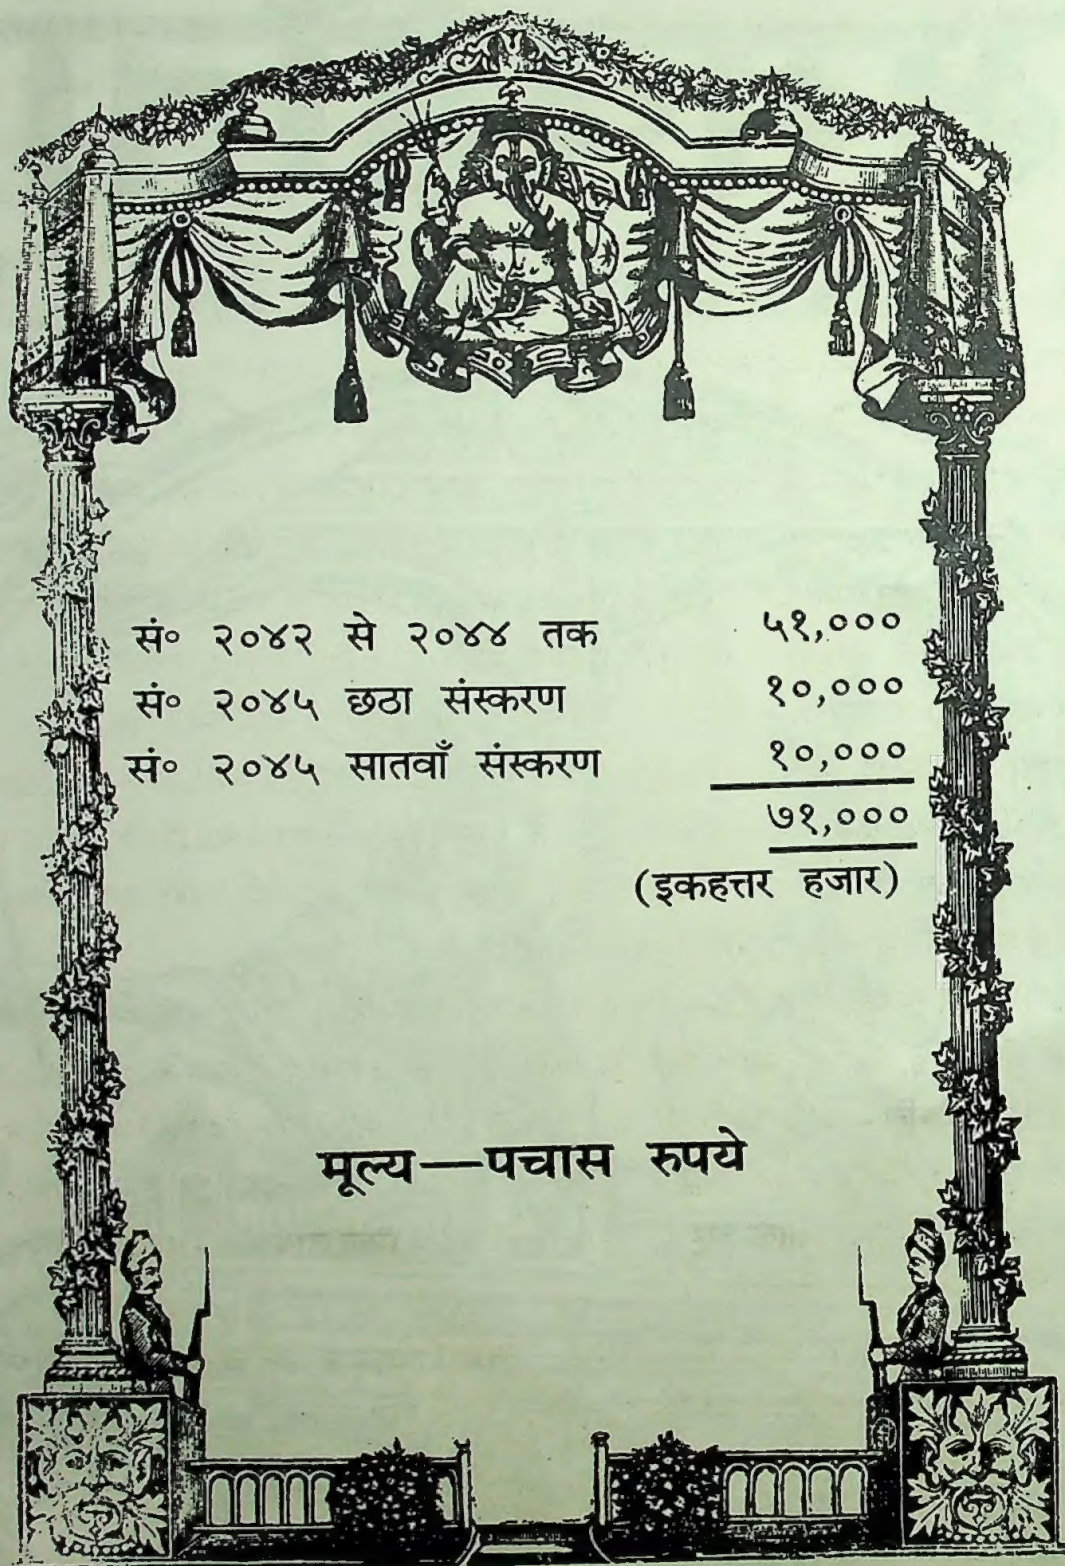 सं० २०४२ से २०४४ तक ५१,०००
सं० २०४५ छठा संस्करण १०,०००
सं० २०४५ सातवाँ संस्करण १०,०००
७१,०००
(इकहत्तर हजार)
मूल्य—पचास रुपये